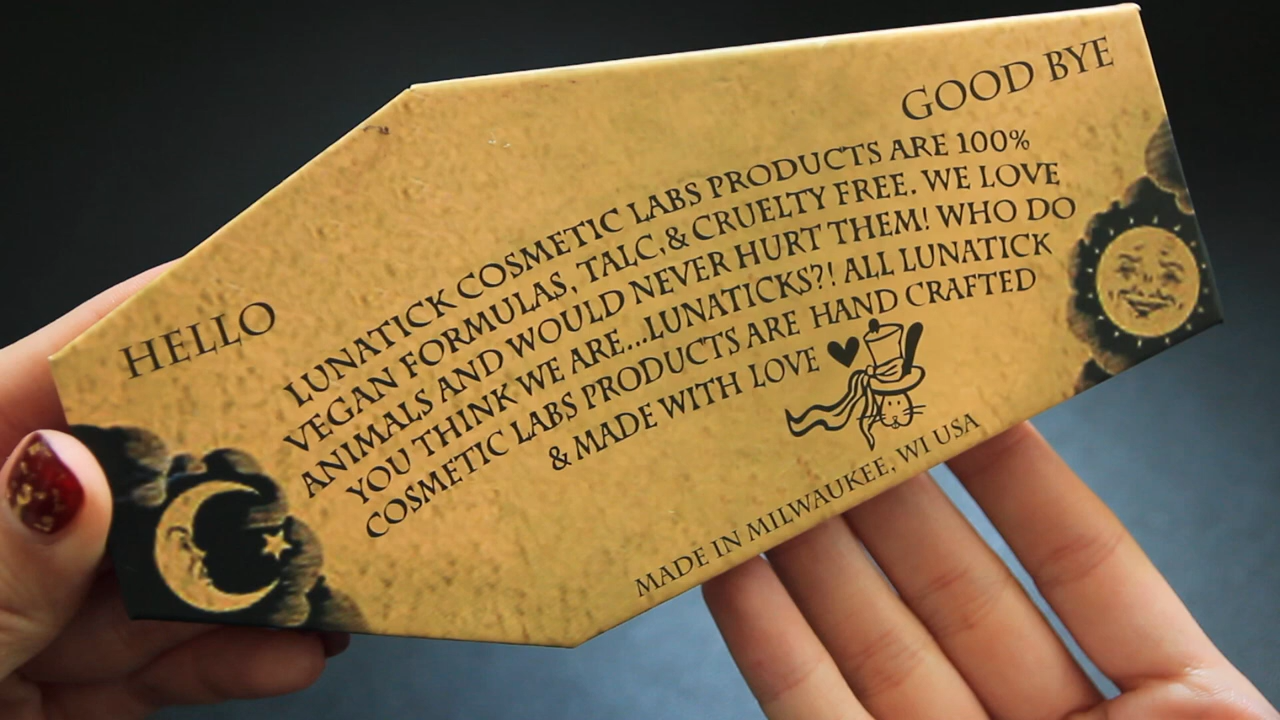 GOOD BYE
HELLO
LUNATICK COSMETIC LABS PRODUCTS ARE 100%
VEGAN FORMULAS, TALC,& CRUELTY FREE. WE LOVE
ANIMALS AND WOULD NEVER HURT THEM! WHO DO
YOU THINK WE ARE...LUNATICKS?! ALL LUNATICK
COSMETIC LABS PRODUCTS ARE HAND CRAFTED
& MADE WITH LOVE
MADE IN MILWAUKEE, WI USA